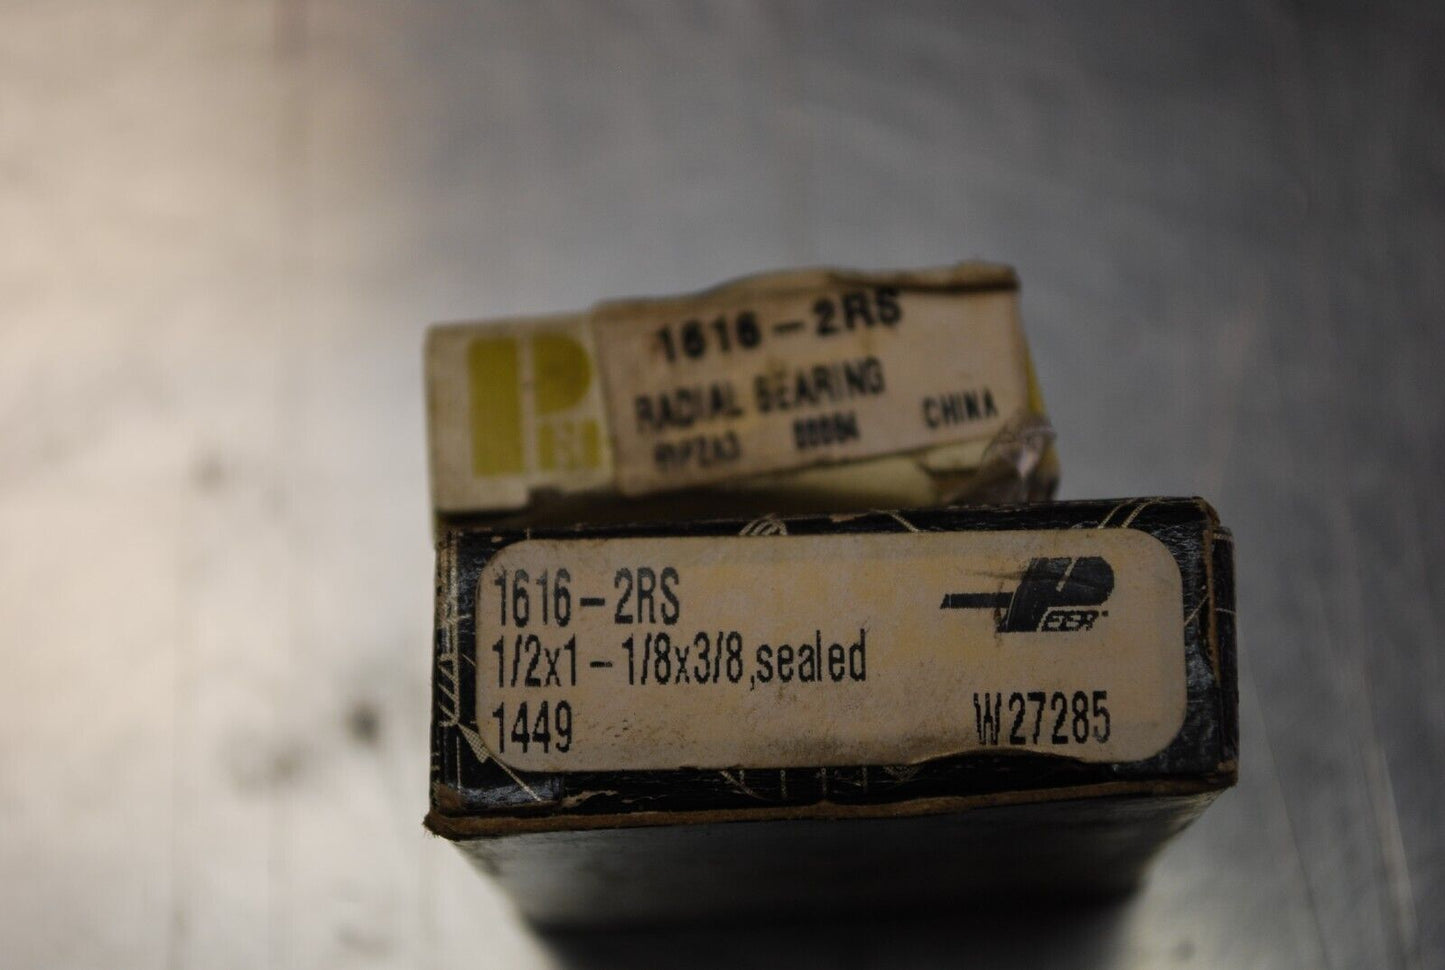 1616-2RS
RADIAL BEARING
CHINA
1616-2RS
PEER
1/2x1-1/8x3/8,sealed
1449 W27285